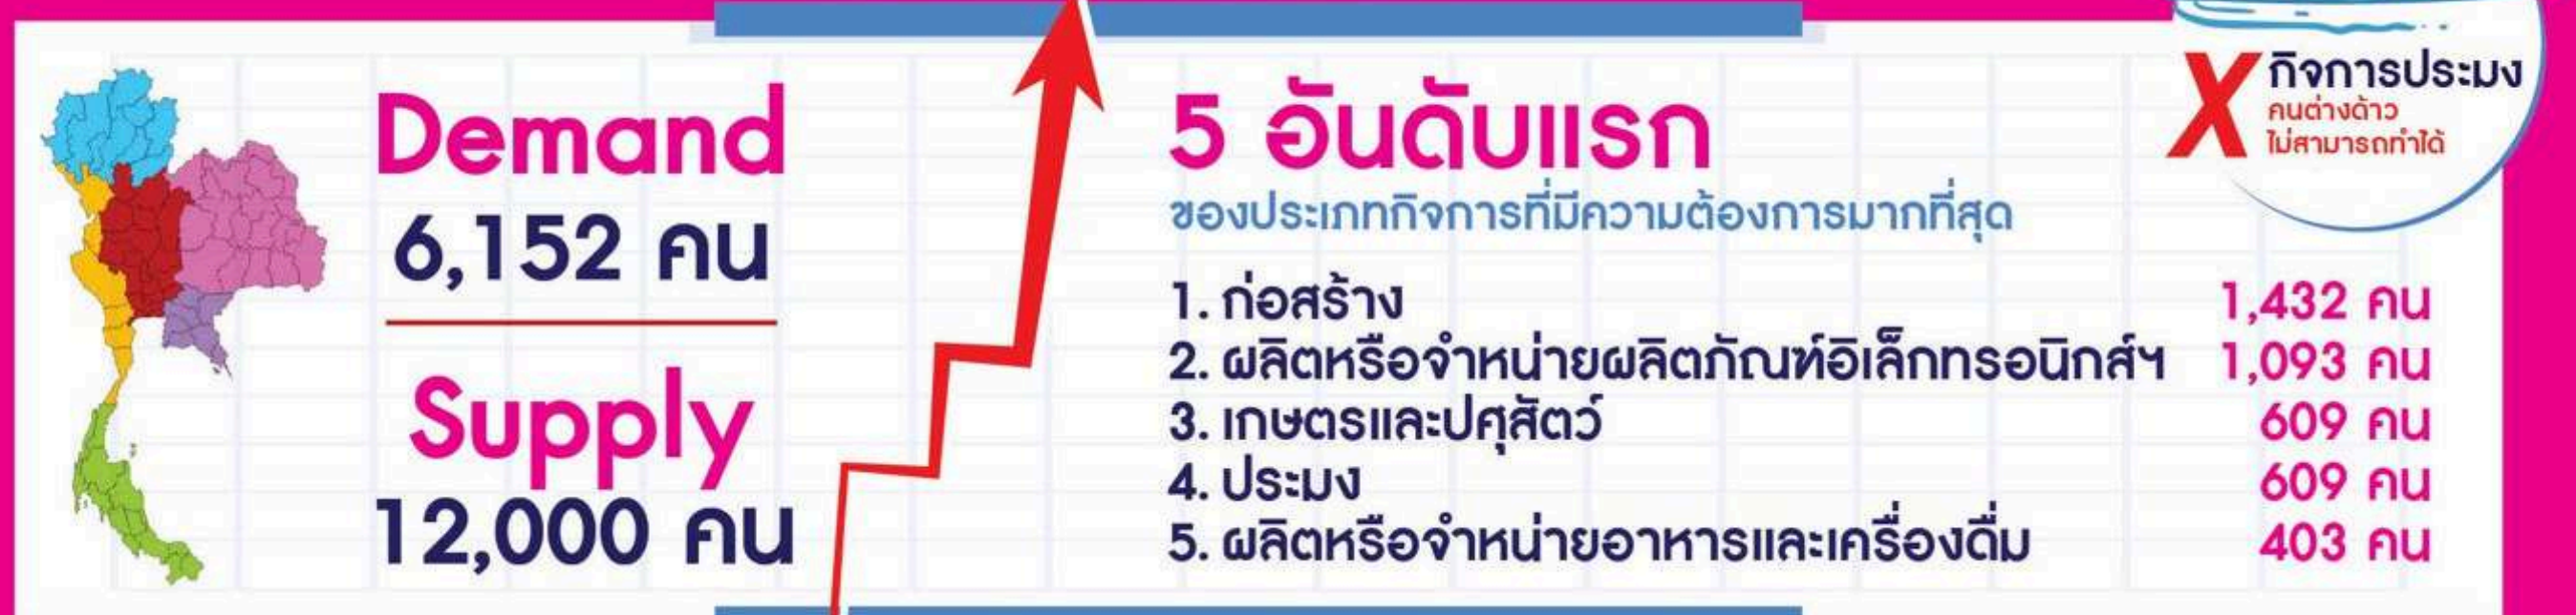 Demand
6,152 คน
Supply
12,000 คน
5 อันดับแรก
ของประเภทกิจการที่มีความต้องการมากที่สุด
1. ก่อสร้าง 1,432 คน
2. ผลิตหรือจำหน่ายผลิตภัณฑ์อิเล็กทรอนิกส์ฯ 1,093 คน
3. เกษตรและปศุสัตว์ 609 คน
4. ประมง 609 คน
5. ผลิตหรือจำหน่ายอาหารและเครื่องดื่ม 403 คน
X กิจการประมง
คนต่างด้าว
ไม่สามารถทำได้